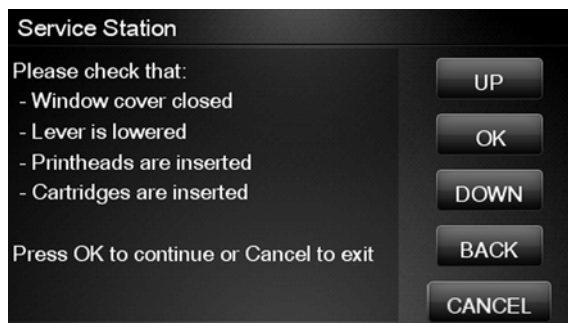 Service Station
Please check that:
- Window cover closed
- Lever is lowered
- Printheads are inserted
- Cartridges are inserted
Press OK to continue or Cancel to exit
UP
OK
DOWN
BACK
CANCEL